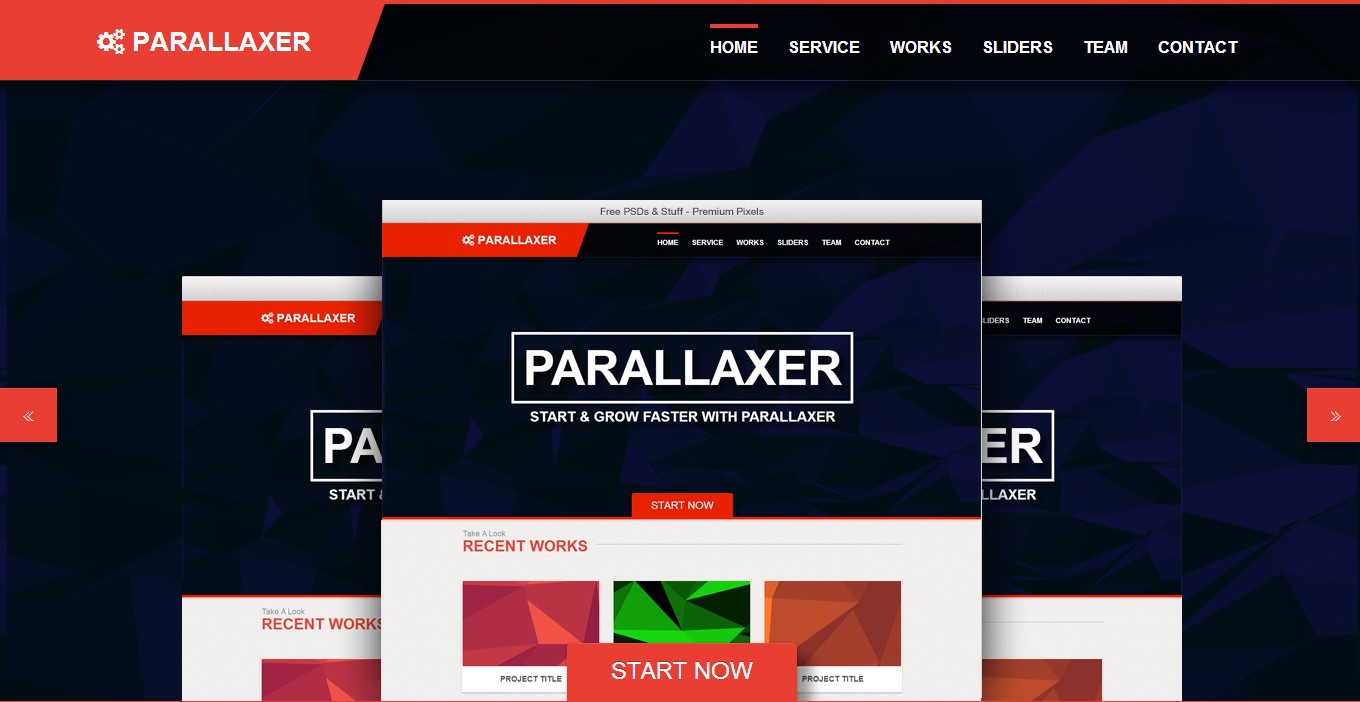 PARALLAXER
HOME SERVICE WORKS SLIDERS TEAM CONTACT
Free PSDs & Stuff - Premium Pixels
PARALLAXER
HOME SERVICE WORKS SLIDERS TEAM CONTACT
PARALLAXER
START & GROW FASTER WITH PARALLAXER
START NOW
Take A Look
RECENT WORKS
PROJECT TITLE
PROJECT TITLE
PARALLAXER
PA
START &
Take A Look
RECENT WORKS
LIDERS TEAM CONTACT
ER
LLAXER
«
»
START NOW